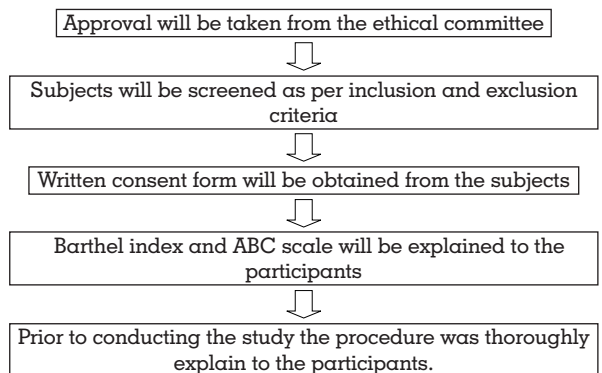 Approval will be taken from the ethical committee
Subjects will be screened as per inclusion and exclusion
criteria
Written consent form will be obtained from the subjects
Barthel index and ABC scale will be explained to the
participants
Prior to conducting the study the procedure was thoroughly
explain to the participants.